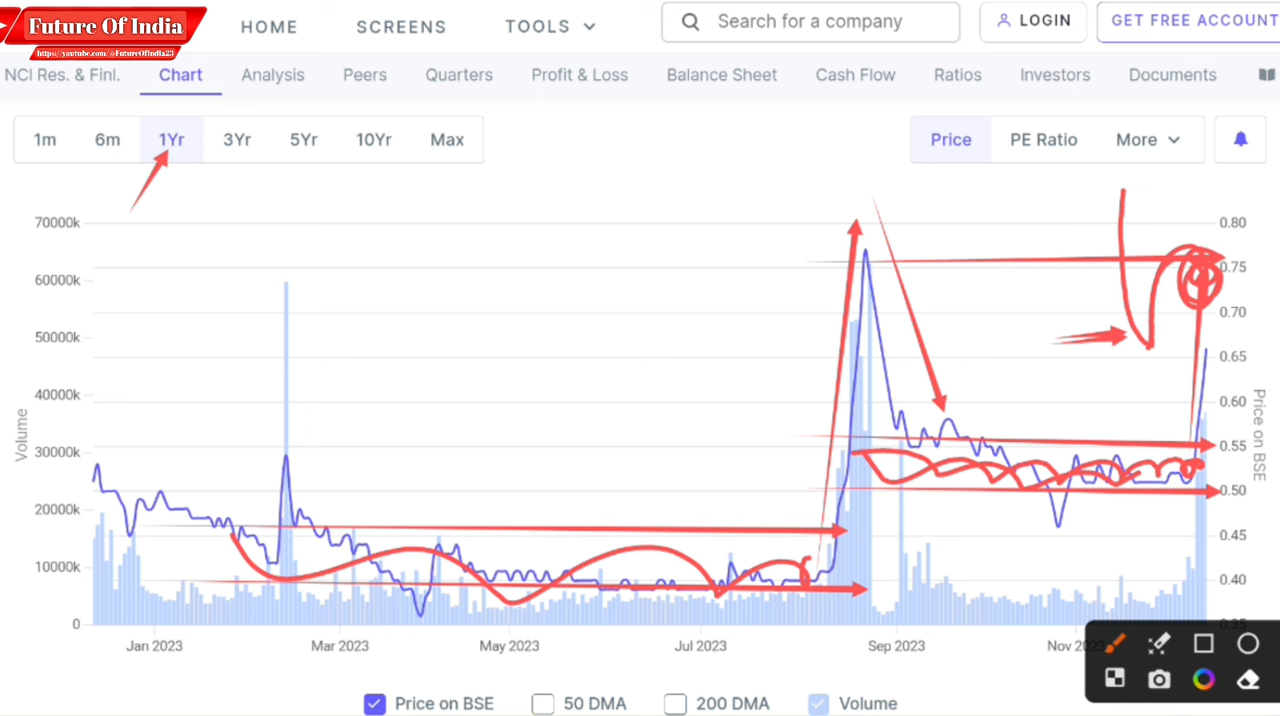 Future Of India
https://youtube.com/@FutureOfIndia23
HOME SCREENS TOOLS
Search for a company
LOGIN
GET FREE ACCOUNT
NCI Res. & Finl. Chart Analysis Peers Quarters Profit & Loss Balance Sheet Cash Flow Ratios Investors Documents
1m 6m 1Yr 3Yr 5Yr 10Yr Max
Price PE Ratio More
70000k
60000k
50000k
40000k
30000k
20000k
10000k
0
Volume
0.80
0.75
0.70
0.65
0.60
0.55
0.50
0.45
0.40
0.35
Price on BSE
Jan 2023 Mar 2023 May 2023 Jul 2023 Sep 2023 Nov 2023
Price on BSE 50 DMA 200 DMA Volume